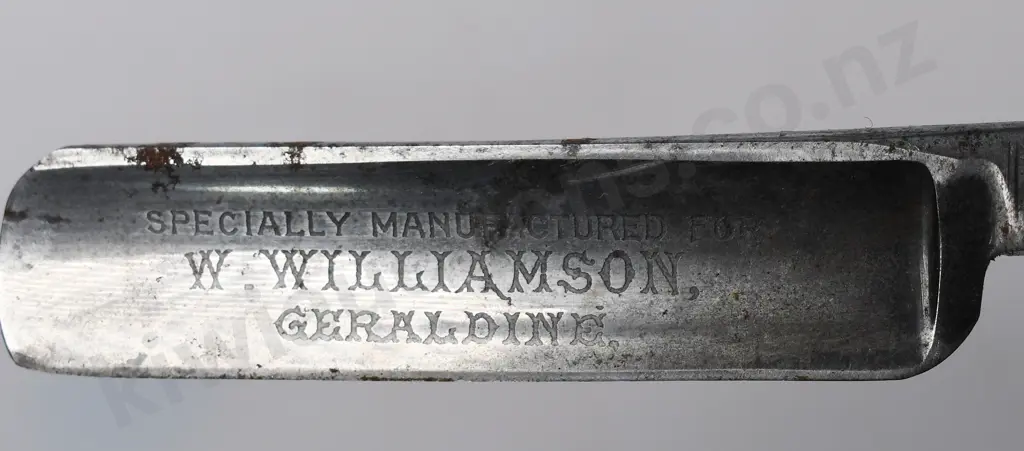 SPECIALLY MANUFACTURED FOR
W. WILLIAMSON,
GERALDINE.